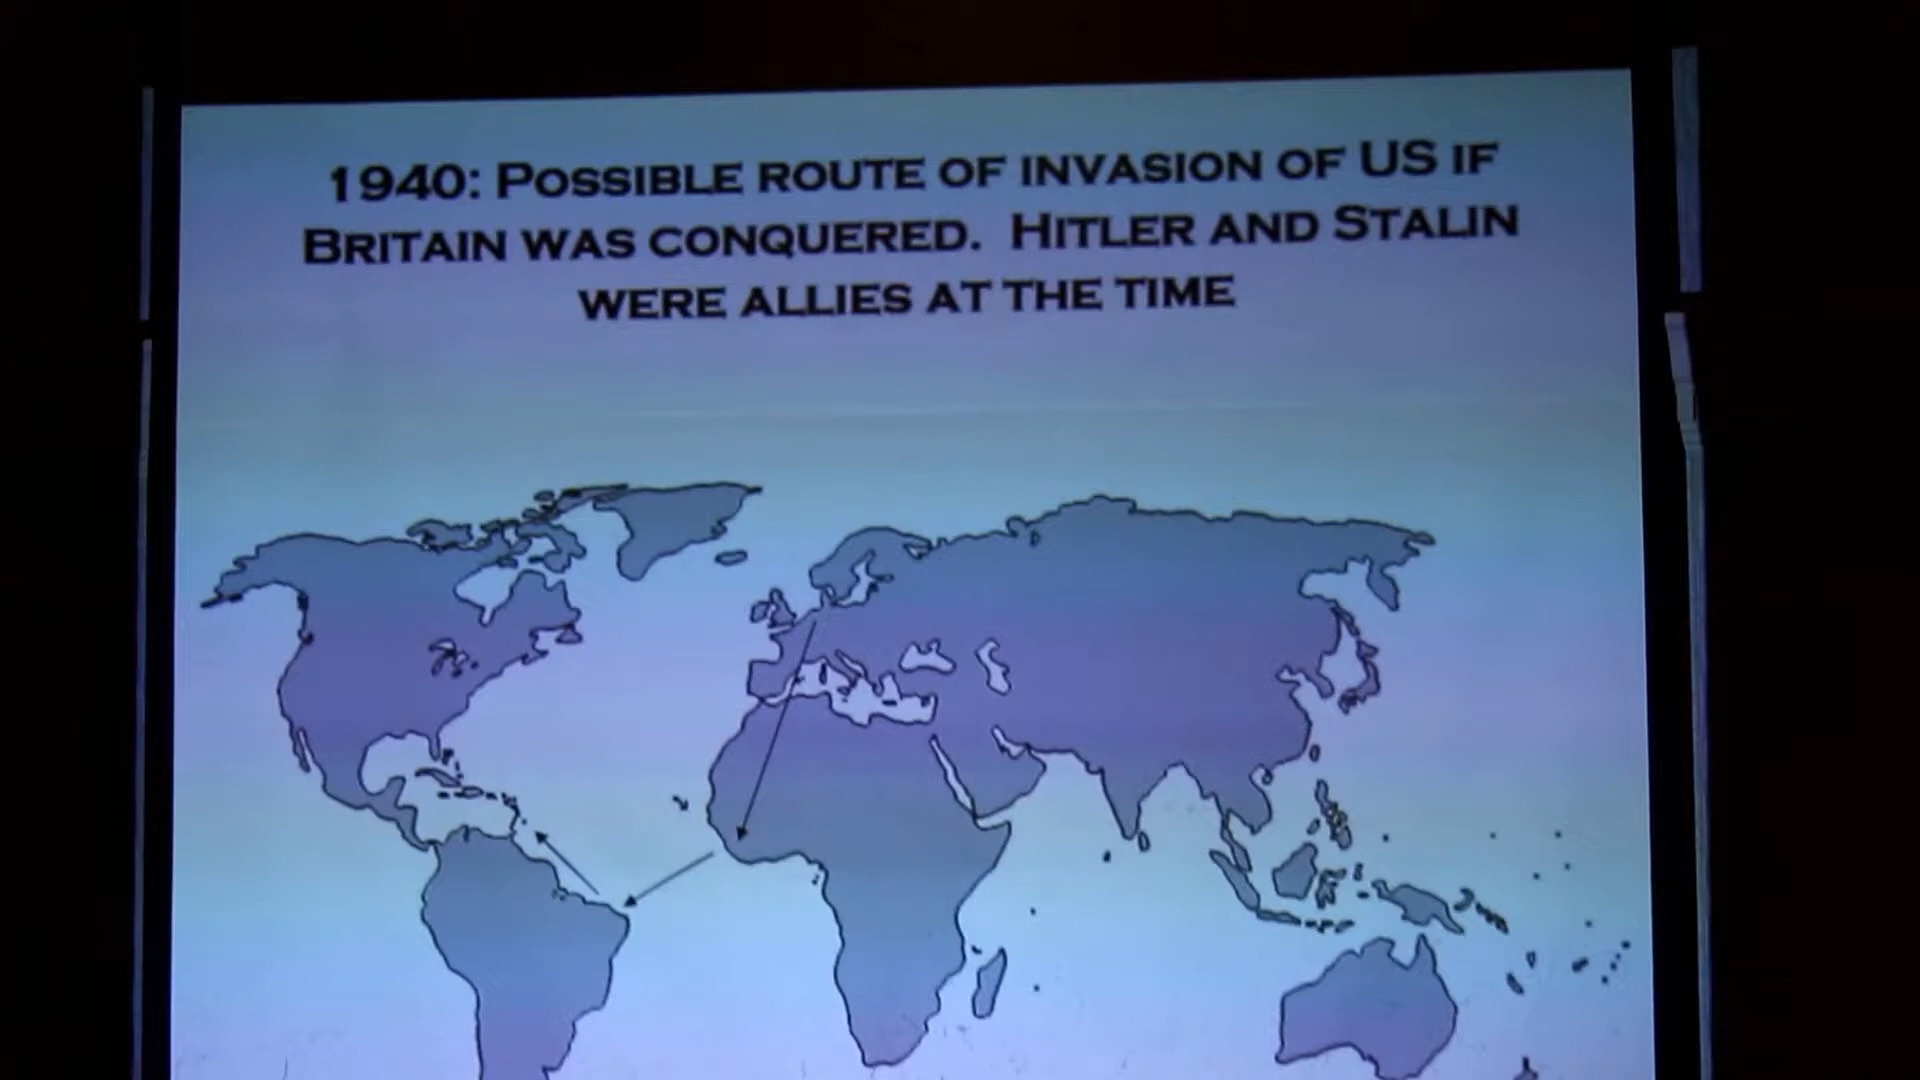 1940: Possible route of invasion of US if
Britain was conquered.  Hitler and Stalin
were allies at the time